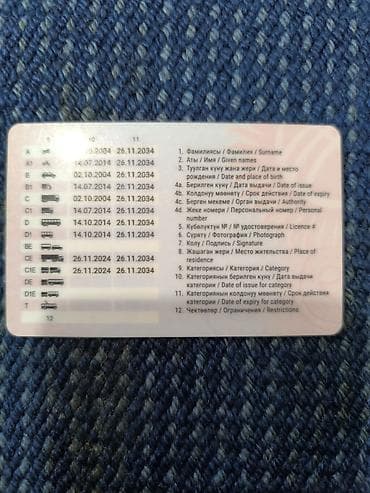 9 10 11
A 26.11.2034
A1 14.07.2014 26.11.2034
B 02.10.2004 26.11.2034
B1 14.07.2014 26.11.2034
C 02.10.2004 26.11.2034
C1 14.07.2014 26.11.2034
D 14.10.2014 26.11.2034
D1 14.10.2014 26.11.2034
BE
CE 26.11.2024 26.11.2034
C1E 26.11.2024 26.11.2034
DE
D1E
T
12
1. Фамилиясы / Фамилия / Surname
2. Аты / Имя / Given names
3. Туулган күнү жана жери / Дата и место
рождения / Date and place of birth
4a. Берилген күнү / Дата выдачи / Date of issue
4b. Колдонуу мөөнөтү / Срок действия / Date of expiry
4c. Берген мекеме / Орган выдачи / Authority
4d. Жеке номери / Персональный номер / Personal
number
5. Күбөлүктүн № / № удостоверения / Licence #
6. Сүрөтү / Фотография / Photograph
7. Колу / Подпись / Signature
8. Жашаган жери / Место жительства / Place of
residence
9. Категориясы / Категория / Category
10. Категориянын берилген күнү / Дата выдачи
категории / Date of issue for category
11. Категориянын колдонуу мөөнөтү / Срок действия
категории / Date of expiry for category
12. Чектөөлөр / Ограничения / Restrictions